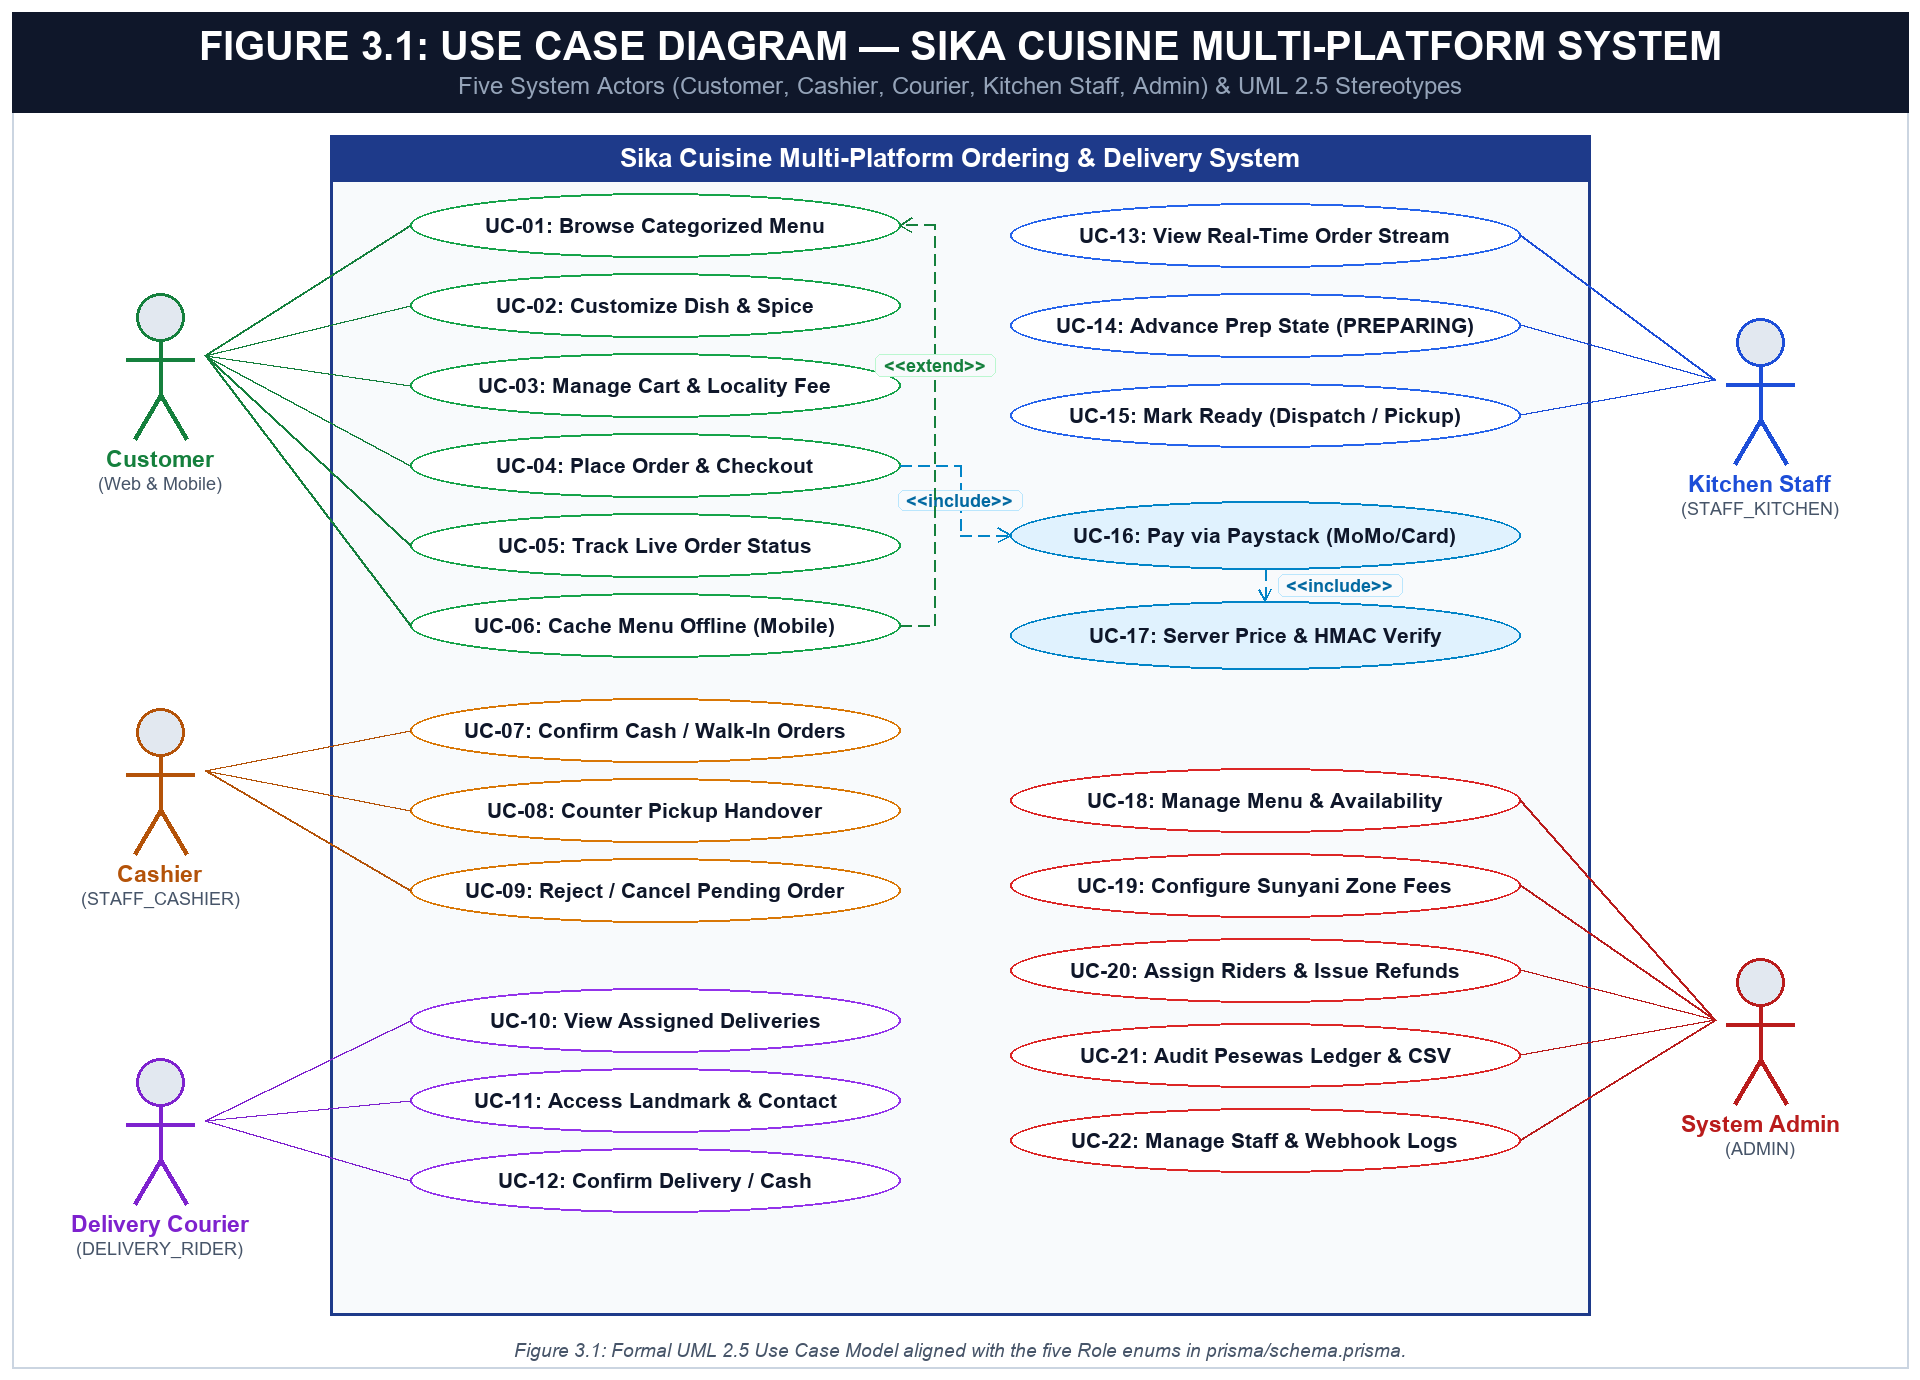 FIGURE 3.1: USE CASE DIAGRAM — SIKA CUISINE MULTI-PLATFORM SYSTEM
Five System Actors (Customer, Cashier, Courier, Kitchen Staff, Admin) & UML 2.5 Stereotypes
Sika Cuisine Multi-Platform Ordering & Delivery System
UC-01: Browse Categorized Menu
UC-02: Customize Dish & Spice
UC-03: Manage Cart & Locality Fee
UC-04: Place Order & Checkout
UC-05: Track Live Order Status
UC-06: Cache Menu Offline (Mobile)
<<extend>>
<<include>>
Customer
(Web & Mobile)
UC-13: View Real-Time Order Stream
UC-14: Advance Prep State (PREPARING)
UC-15: Mark Ready (Dispatch / Pickup)
Kitchen Staff
(STAFF_KITCHEN)
UC-16: Pay via Paystack (MoMo/Card)
<<include>>
UC-17: Server Price & HMAC Verify
UC-07: Confirm Cash / Walk-In Orders
UC-08: Counter Pickup Handover
UC-09: Reject / Cancel Pending Order
Cashier
(STAFF_CASHIER)
UC-10: View Assigned Deliveries
UC-11: Access Landmark & Contact
UC-12: Confirm Delivery / Cash
Delivery Courier
(DELIVERY_RIDER)
UC-18: Manage Menu & Availability
UC-19: Configure Sunyani Zone Fees
UC-20: Assign Riders & Issue Refunds
UC-21: Audit Pesewas Ledger & CSV
UC-22: Manage Staff & Webhook Logs
System Admin
(ADMIN)
Figure 3.1: Formal UML 2.5 Use Case Model aligned with the five Role enums in prisma/schema.prisma.